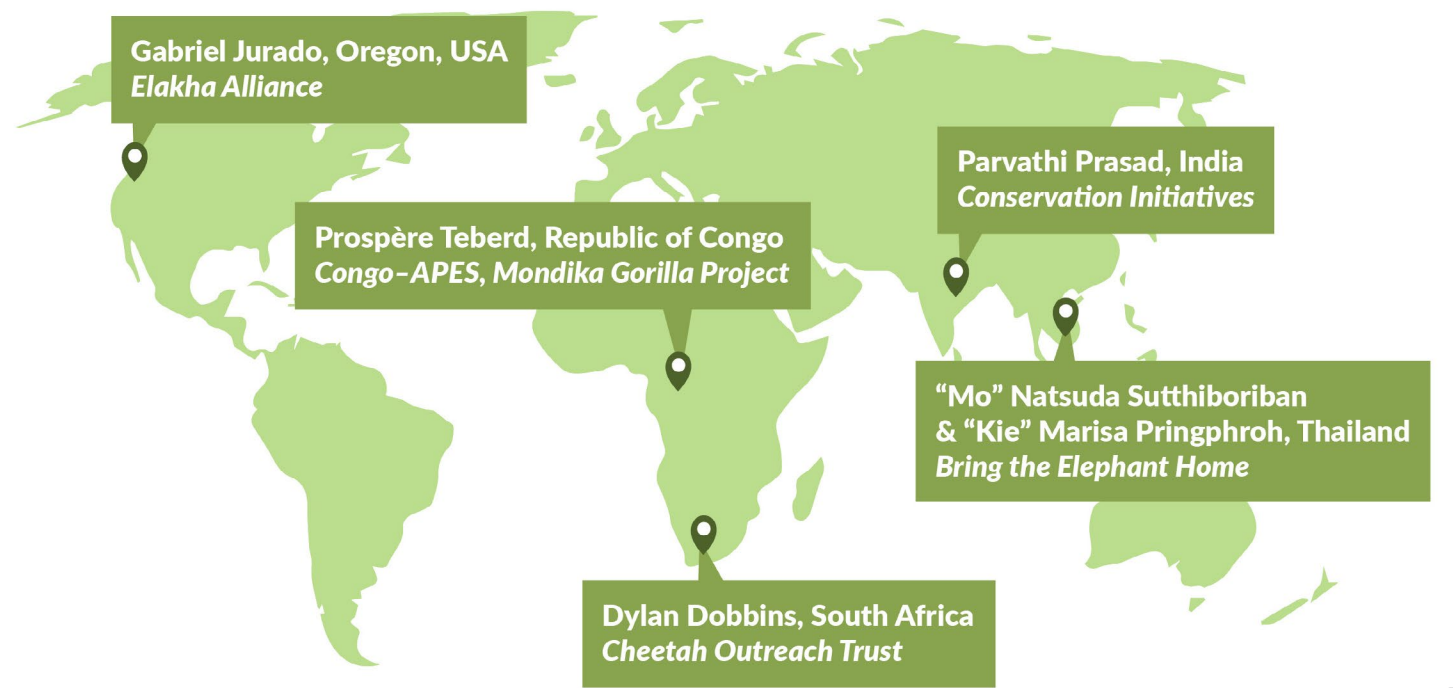 Gabriel Jurado, Oregon, USA
Elakha Alliance
Parvathi Prasad, India
Conservation Initiatives
Prospère Teberd, Republic of Congo
Congo–APES, Mondika Gorilla Project
“Mo” Natsuda Sutthiboriban
& “Kie” Marisa Pringphroh, Thailand
Bring the Elephant Home
Dylan Dobbins, South Africa
Cheetah Outreach Trust